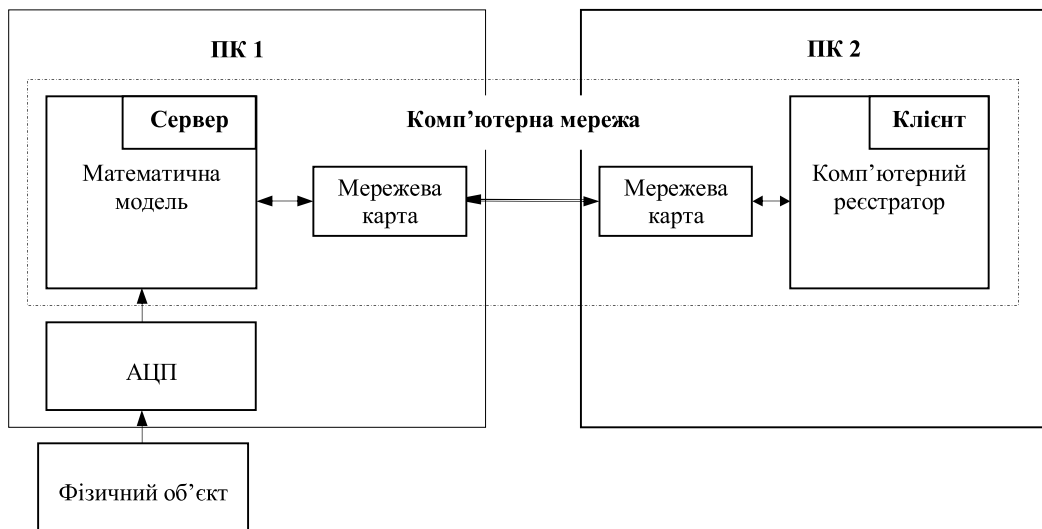 ПК 1
ПК 2
Сервер
Комп’ютерна мережа
Клієнт
Математична
модель
Мережева
карта
Мережева
карта
Комп’ютерний
реєстратор
АЦП
Фізичний об’єкт